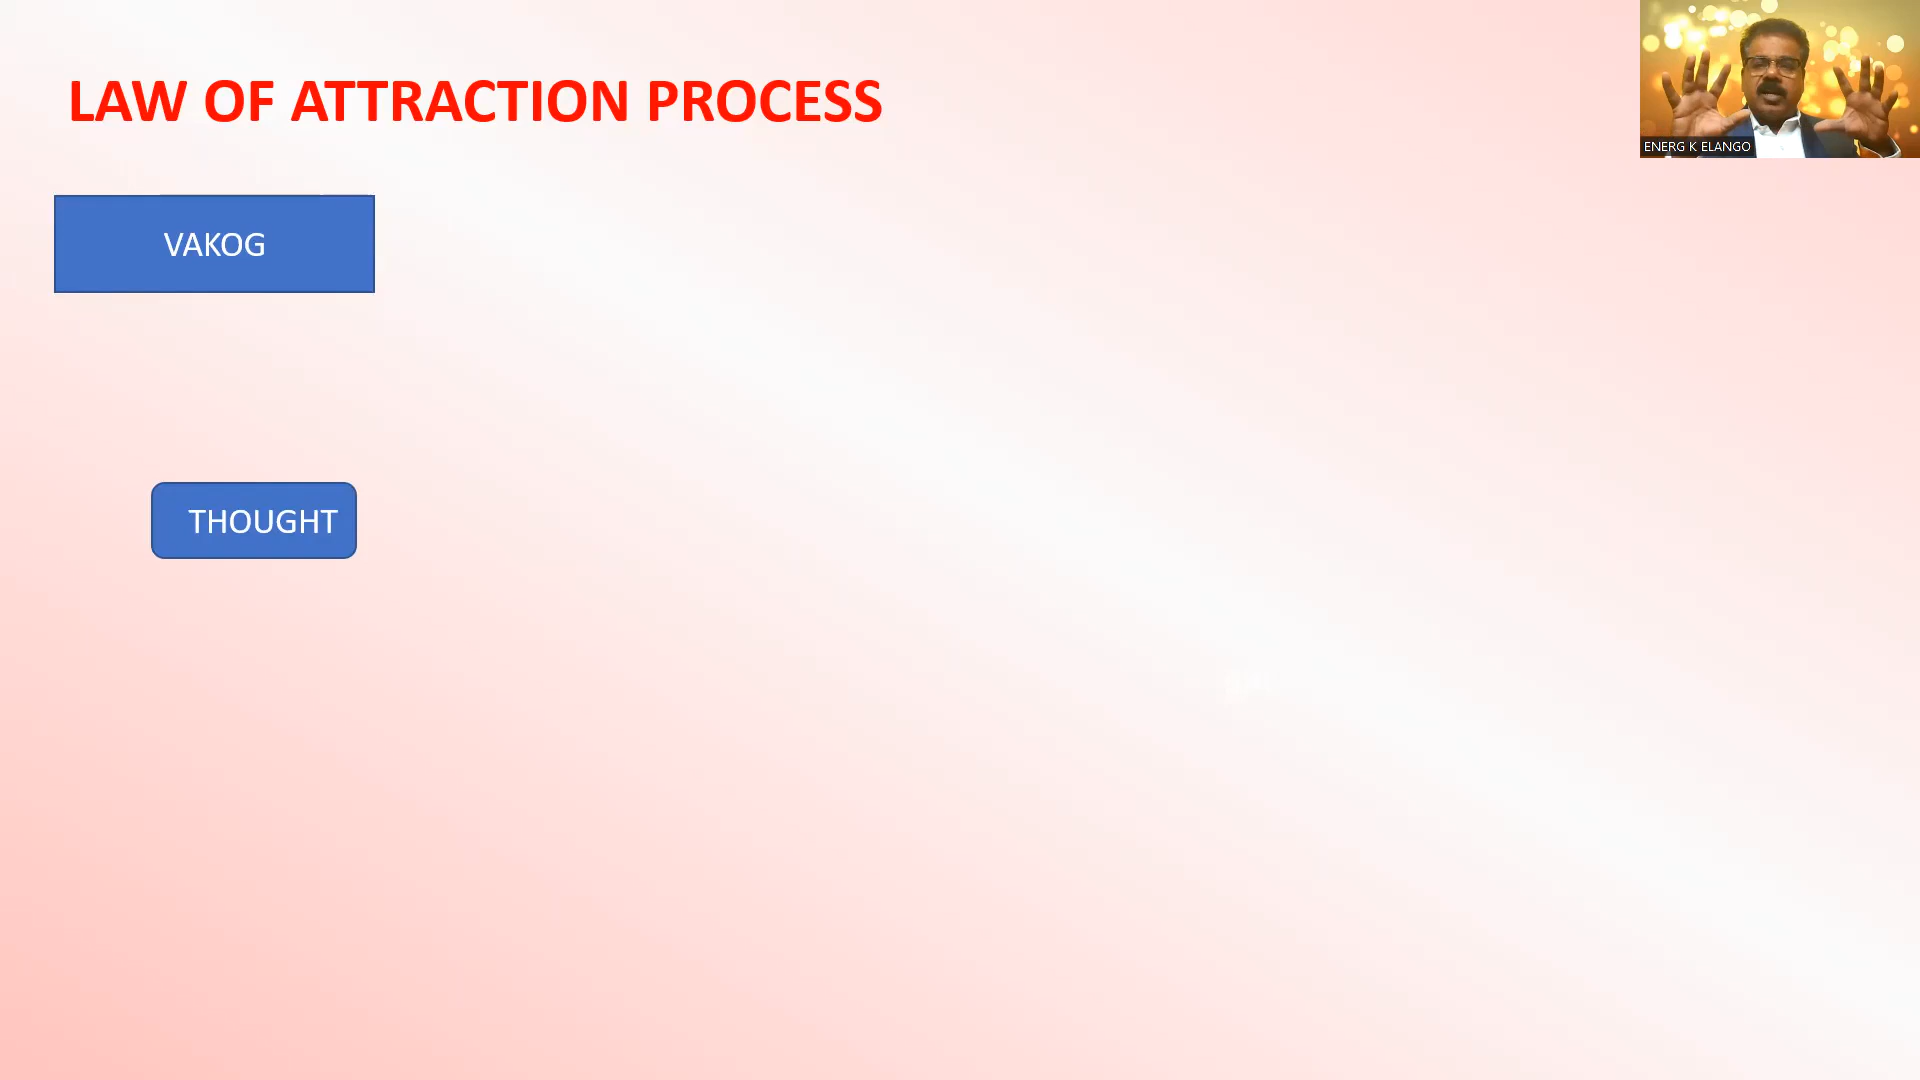 LAW OF ATTRACTION PROCESS
ENERG K ELANGO
VAKOG
THOUGHT